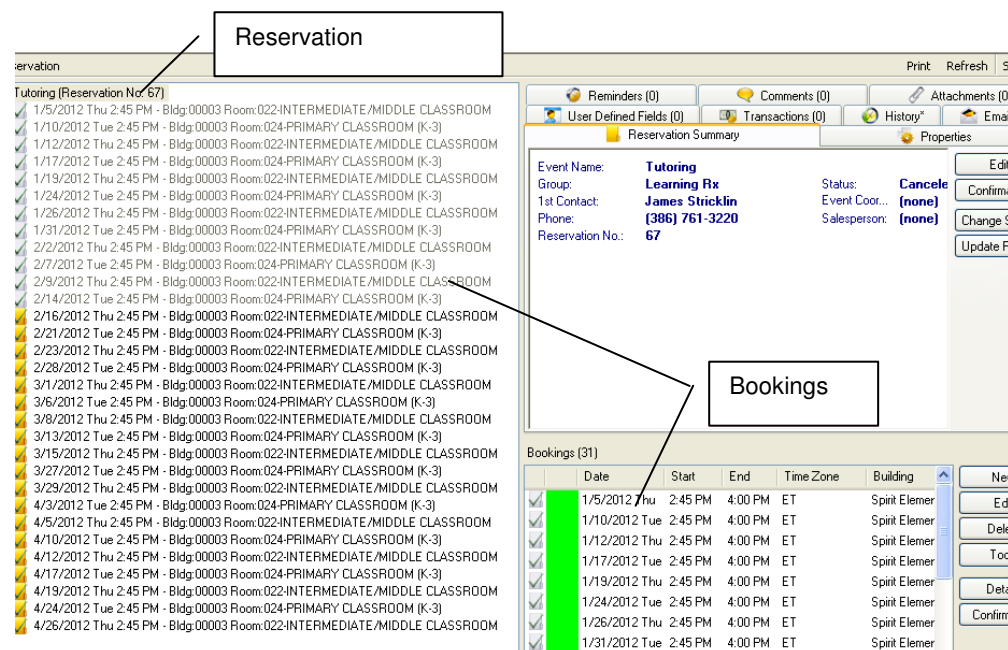 Reservation
servation
Print Refresh S
Tutoring (Reservation No. 67)
1/5/2012 Thu 2:45 PM - Bldg:00003 Room:022-INTERMEDIATE/MIDDLE CLASSROOM
1/10/2012 Tue 2:45 PM - Bldg:00003 Room:024-PRIMARY CLASSROOM (K-3)
1/12/2012 Thu 2:45 PM - Bldg:00003 Room:022-INTERMEDIATE/MIDDLE CLASSROOM
1/17/2012 Tue 2:45 PM - Bldg:00003 Room:024-PRIMARY CLASSROOM (K-3)
1/19/2012 Thu 2:45 PM - Bldg:00003 Room:022-INTERMEDIATE/MIDDLE CLASSROOM
1/24/2012 Tue 2:45 PM - Bldg:00003 Room:024-PRIMARY CLASSROOM (K-3)
1/26/2012 Thu 2:45 PM - Bldg:00003 Room:022-INTERMEDIATE/MIDDLE CLASSROOM
1/31/2012 Tue 2:45 PM - Bldg:00003 Room:024-PRIMARY CLASSROOM (K-3)
2/2/2012 Thu 2:45 PM - Bldg:00003 Room:022-INTERMEDIATE/MIDDLE CLASSROOM
2/7/2012 Tue 2:45 PM - Bldg:00003 Room:024-PRIMARY CLASSROOM (K-3)
2/9/2012 Thu 2:45 PM - Bldg:00003 Room:022-INTERMEDIATE/MIDDLE CLASSROOM
2/14/2012 Tue 2:45 PM - Bldg:00003 Room:024-PRIMARY CLASSROOM (K-3)
2/16/2012 Thu 2:45 PM - Bldg:00003 Room:022-INTERMEDIATE/MIDDLE CLASSROOM
2/21/2012 Tue 2:45 PM - Bldg:00003 Room:024-PRIMARY CLASSROOM (K-3)
2/23/2012 Thu 2:45 PM - Bldg:00003 Room:022-INTERMEDIATE/MIDDLE CLASSROOM
2/28/2012 Tue 2:45 PM - Bldg:00003 Room:024-PRIMARY CLASSROOM (K-3)
3/1/2012 Thu 2:45 PM - Bldg:00003 Room:022-INTERMEDIATE/MIDDLE CLASSROOM
3/6/2012 Tue 2:45 PM - Bldg:00003 Room:024-PRIMARY CLASSROOM (K-3)
3/8/2012 Thu 2:45 PM - Bldg:00003 Room:022-INTERMEDIATE/MIDDLE CLASSROOM
3/13/2012 Tue 2:45 PM - Bldg:00003 Room:024-PRIMARY CLASSROOM (K-3)
3/15/2012 Thu 2:45 PM - Bldg:00003 Room:022-INTERMEDIATE/MIDDLE CLASSROOM
3/27/2012 Tue 2:45 PM - Bldg:00003 Room:024-PRIMARY CLASSROOM (K-3)
3/29/2012 Thu 2:45 PM - Bldg:00003 Room:022-INTERMEDIATE/MIDDLE CLASSROOM
4/3/2012 Tue 2:45 PM - Bldg:00003 Room:024-PRIMARY CLASSROOM (K-3)
4/5/2012 Thu 2:45 PM - Bldg:00003 Room:022-INTERMEDIATE/MIDDLE CLASSROOM
4/10/2012 Tue 2:45 PM - Bldg:00003 Room:024-PRIMARY CLASSROOM (K-3)
4/12/2012 Thu 2:45 PM - Bldg:00003 Room:022-INTERMEDIATE/MIDDLE CLASSROOM
4/17/2012 Tue 2:45 PM - Bldg:00003 Room:024-PRIMARY CLASSROOM (K-3)
4/19/2012 Thu 2:45 PM - Bldg:00003 Room:022-INTERMEDIATE/MIDDLE CLASSROOM
4/24/2012 Tue 2:45 PM - Bldg:00003 Room:024-PRIMARY CLASSROOM (K-3)
4/26/2012 Thu 2:45 PM - Bldg:00003 Room:022-INTERMEDIATE/MIDDLE CLASSROOM
Reminders (0) Comments (0) Attachments (0
User Defined Fields (0) Transactions (0) History* Emai
Reservation Summary Properties
Event Name: Tutoring
Group: Learning Rx Status: Cancele
1st Contact: James Stricklin Event Coor... (none)
Phone: (386) 761-3220 Salesperson: (none)
Reservation No.: 67
Edit
Confirma
Change S
Update F
Bookings
Bookings (31)
Date Start End Time Zone Building
1/5/2012 Thu 2:45 PM 4:00 PM ET Spirit Elemer
1/10/2012 Tue 2:45 PM 4:00 PM ET Spirit Elemer
1/12/2012 Thu 2:45 PM 4:00 PM ET Spirit Elemer
1/17/2012 Tue 2:45 PM 4:00 PM ET Spirit Elemer
1/19/2012 Thu 2:45 PM 4:00 PM ET Spirit Elemer
1/24/2012 Tue 2:45 PM 4:00 PM ET Spirit Elemer
1/26/2012 Thu 2:45 PM 4:00 PM ET Spirit Elemer
1/31/2012 Tue 2:45 PM 4:00 PM ET Spirit Elemer
Ne
Ed
Dele
Too
Deta
Confirm